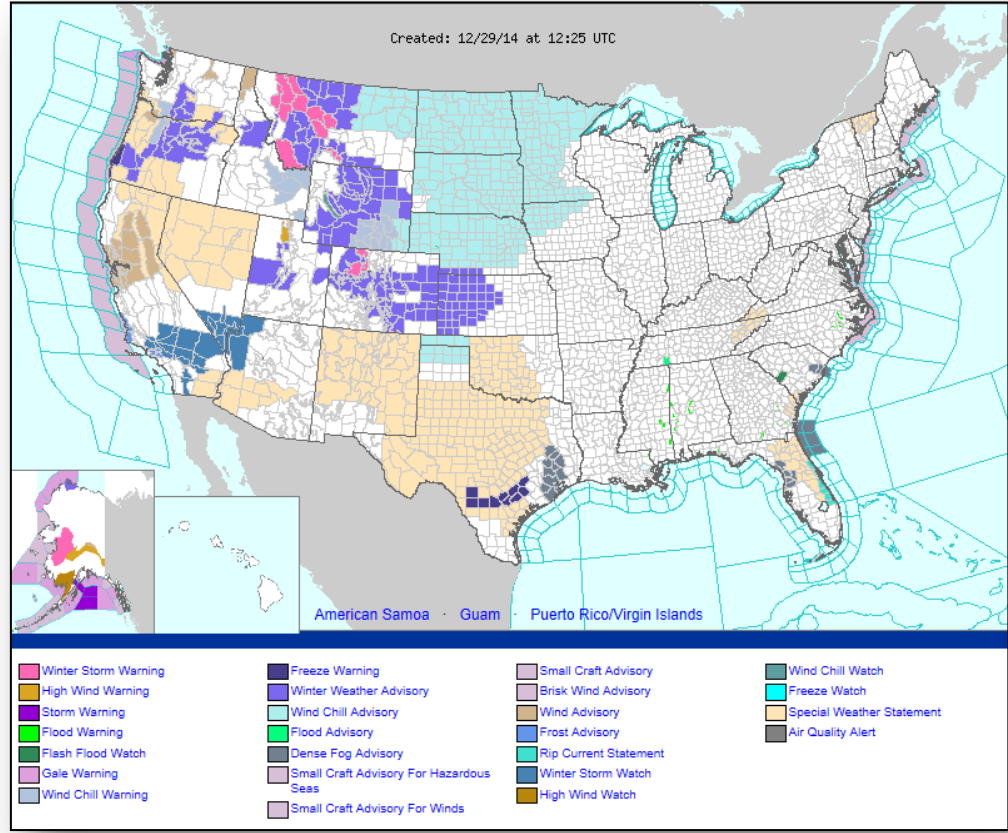 Created: 12/29/14 at 12:25 UTC
American Samoa · Guam · Puerto Rico/Virgin Islands
Winter Storm Warning
High Wind Warning
Storm Warning
Flood Warning
Flash Flood Watch
Gale Warning
Wind Chill Warning
Freeze Warning
Winter Weather Advisory
Wind Chill Advisory
Flood Advisory
Dense Fog Advisory
Small Craft Advisory For Hazardous
Seas
Small Craft Advisory For Winds
Small Craft Advisory
Brisk Wind Advisory
Wind Advisory
Frost Advisory
Rip Current Statement
Winter Storm Watch
High Wind Watch
Wind Chill Watch
Freeze Watch
Special Weather Statement
Air Quality Alert